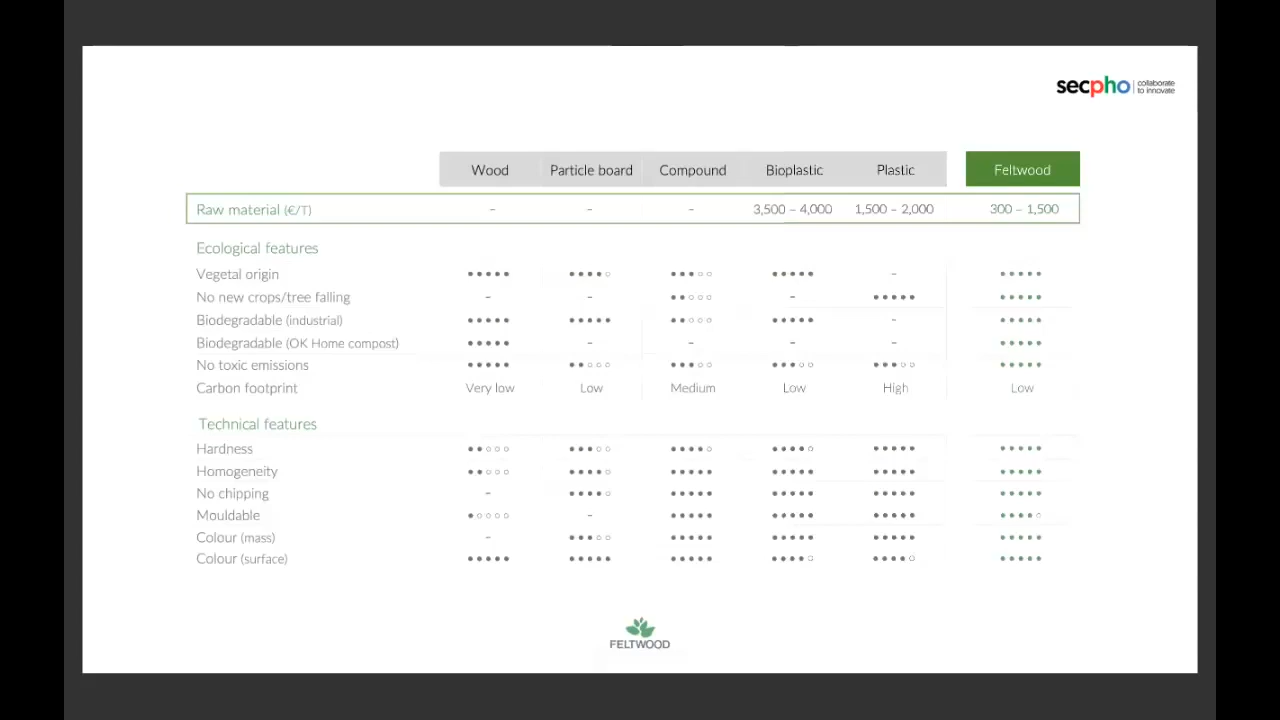 secpho collaborate to innovate
Wood Particle board Compound Bioplastic Plastic Feltwood
Raw material (€/T) – – – 3,500 – 4,000 1,500 – 2,000 300 – 1,500
Ecological features
Vegetal origin ●●●●● ●●●●○ ●●●○○ ●●●●● – ●●●●●
No new crops/tree falling – – ●●○○○ – ●●●●● ●●●●●
Biodegradable (industrial) ●●●●● ●●●●● ●●○○○ ●●●●● – ●●●●●
Biodegradable (OK Home compost) ●●●●● – – – – ●●●●●
No toxic emissions ●●●●● ●●○○○ ●●●○○ ●●●○○ ●●●○○ ●●●●●
Carbon footprint Very low Low Medium Low High Low
Technical features
Hardness ●●○○○ ●●●○○ ●●●●○ ●●●●○ ●●●●● ●●●●●
Homogeneity ●●○○○ ●●●●○ ●●●●● ●●●●● ●●●●● ●●●●●
No chipping – ●●●●○ ●●●●● ●●●●● ●●●●● ●●●●●
Mouldable ●○○○○ – ●●●●● ●●●●● ●●●●● ●●●●○
Colour (mass) – ●●●○○ ●●●●● ●●●●● ●●●●● ●●●●●
Colour (surface) ●●●●● ●●●●● ●●●●● ●●●●○ ●●●●○ ●●●●●
FELTWOOD